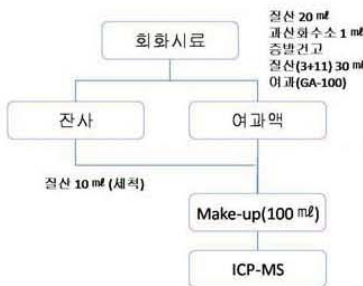 회화시료
질산 20 ㎖
과산화수소 1 ㎖
증발건고
질산(3+11) 30 ㎖
여과(GA-100)
잔사
여과액
질산 10 ㎖ (세척)
Make-up(100 ㎖)
ICP-MS